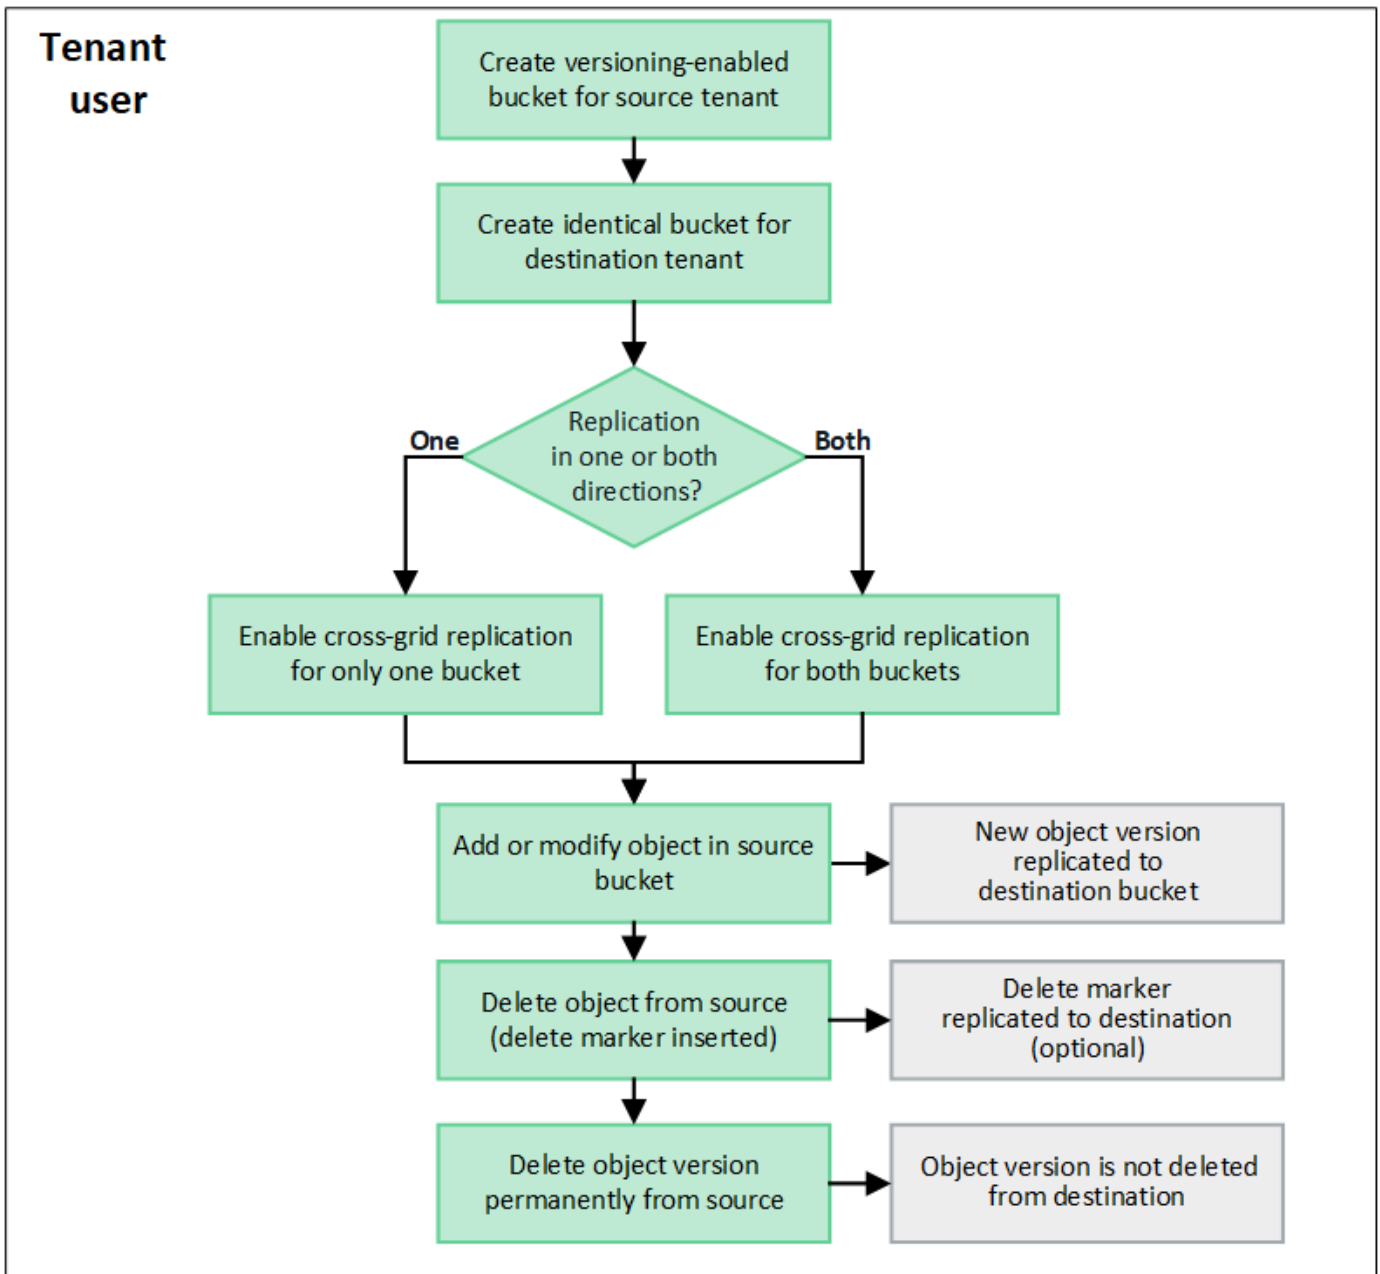 Tenant
user
Create versioning-enabled
bucket for source tenant
Create identical bucket for
destination tenant
Replication
in one or both
directions?
One
Both
Enable cross-grid replication
for only one bucket
Enable cross-grid replication
for both buckets
Add or modify object in source
bucket
New object version
replicated to
destination bucket
Delete object from source
(delete marker inserted)
Delete marker
replicated to destination
(optional)
Delete object version
permanently from source
Object version is not deleted
from destination